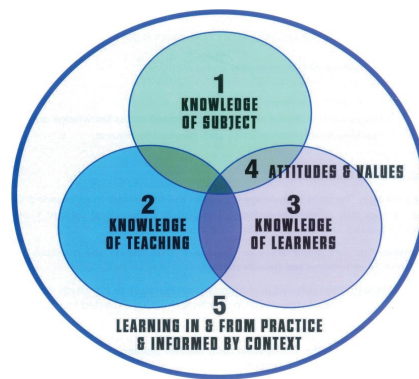 1
KNOWLEDGE
OF SUBJECT
4 ATTITUDES & VALUES
2
KNOWLEDGE
OF TEACHING
3
KNOWLEDGE
OF LEARNERS
5
LEARNING IN & FROM PRACTICE
& INFORMED BY CONTEXT